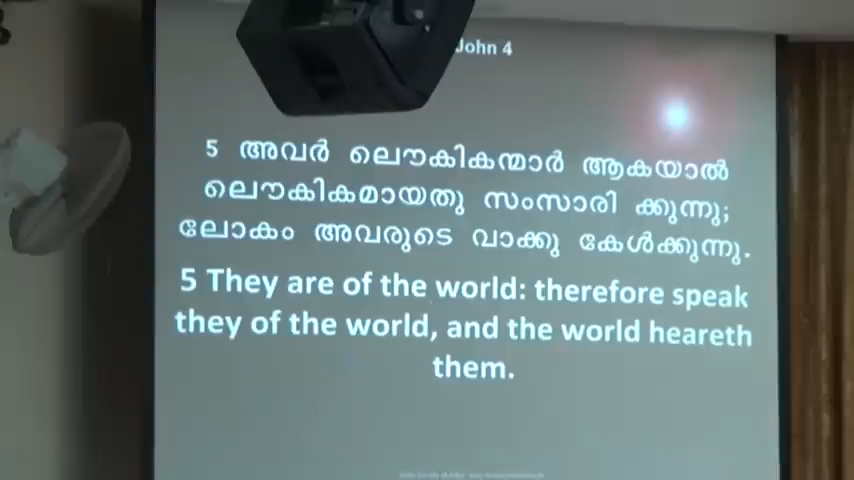 John 4
5 അവർ ലൌകികന്മാർ ആകയാൽ
ലൌകികമായതു സംസാരി ക്കുന്നു;
ലോകം അവരുടെ വാക്കു കേൾക്കുന്നു.
5 They are of the world: therefore speak
they of the world, and the world heareth
them.